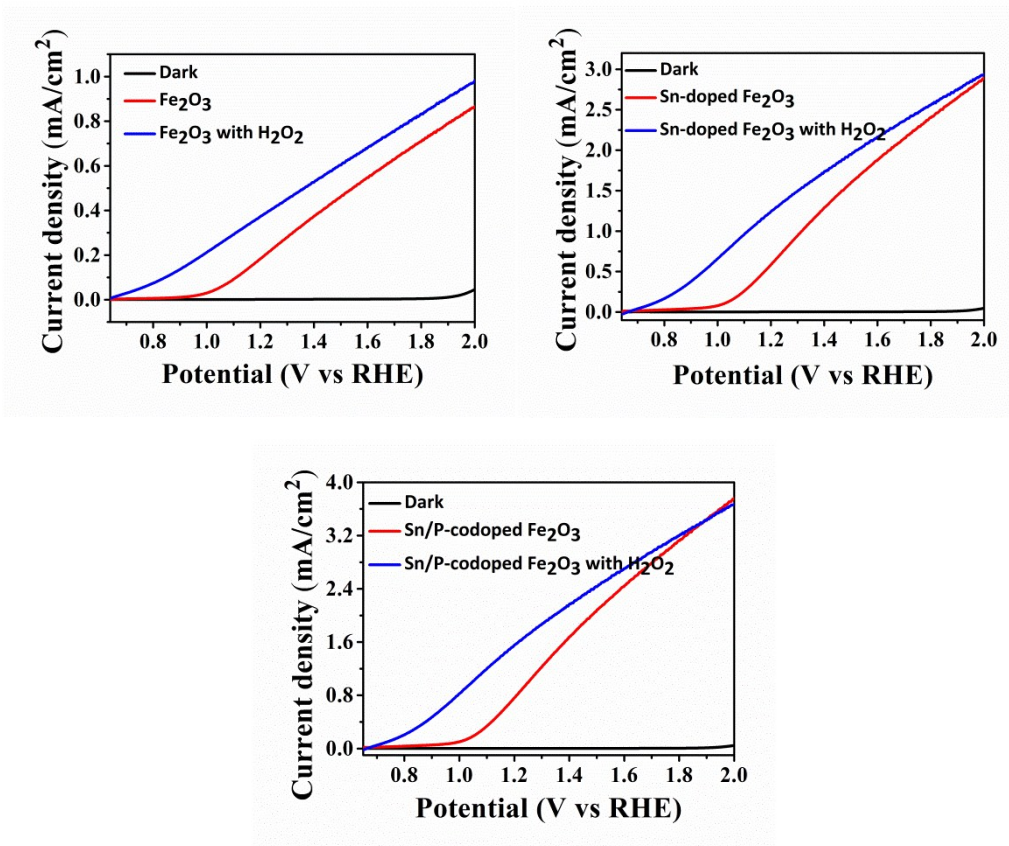 Current density (mA/cm²)
1.0
0.8
0.6
0.4
0.2
0.0
Dark
Fe₂O₃
Fe₂O₃ with H₂O₂
0.8 1.0 1.2 1.4 1.6 1.8 2.0
Potential (V vs RHE)
Current density (mA/cm²)
3.0
2.5
2.0
1.5
1.0
0.5
0.0
Dark
Sn-doped Fe₂O₃
Sn-doped Fe₂O₃ with H₂O₂
0.8 1.0 1.2 1.4 1.6 1.8 2.0
Potential (V vs RHE)
Current density (mA/cm²)
4.0
3.2
2.4
1.6
0.8
0.0
Dark
Sn/P-codoped Fe₂O₃
Sn/P-codoped Fe₂O₃ with H₂O₂
0.8 1.0 1.2 1.4 1.6 1.8 2.0
Potential (V vs RHE)